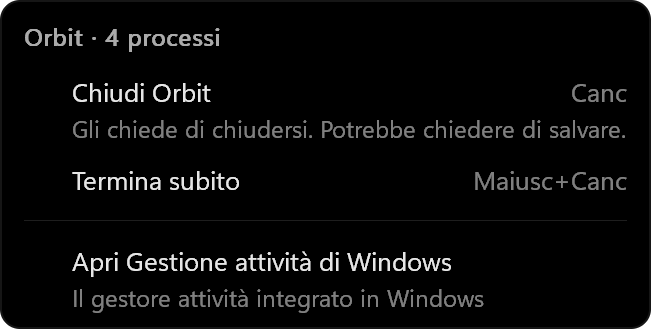 Orbit · 4 processi
Chiudi Orbit Canc
Gli chiede di chiudersi. Potrebbe chiedere di salvare.
Termina subito Maiusc+Canc
Apri Gestione attività di Windows
Il gestore attività integrato in Windows